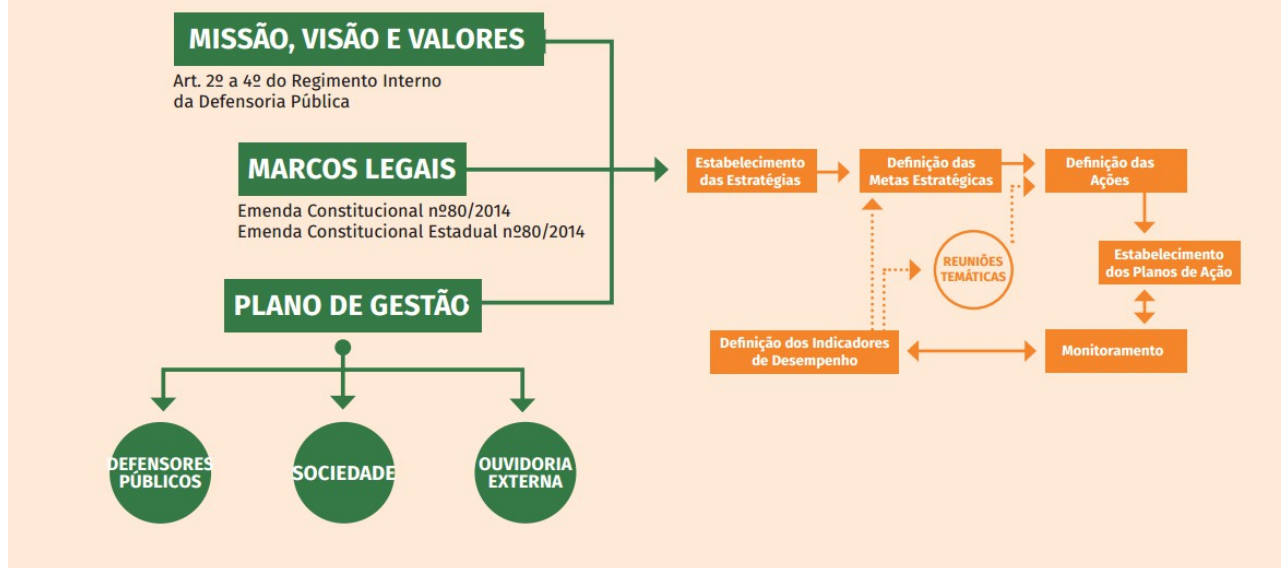 MISSÃO, VISÃO E VALORES
Art. 2º a 4º do Regimento Interno
da Defensoria Pública
MARCOS LEGAIS
Emenda Constitucional nº80/2014
Emenda Constitucional Estadual nº80/2014
PLANO DE GESTÃO
DEFENSORES
PÚBLICOS
SOCIEDADE
OUVIDORIA
EXTERNA
Estabelecimento
das Estratégias
Definição das
Metas Estratégicas
Definição das
Ações
REUNIÕES
TEMÁTICAS
Estabelecimento
dos Planos de Ação
Definição dos Indicadores
de Desempenho
Monitoramento